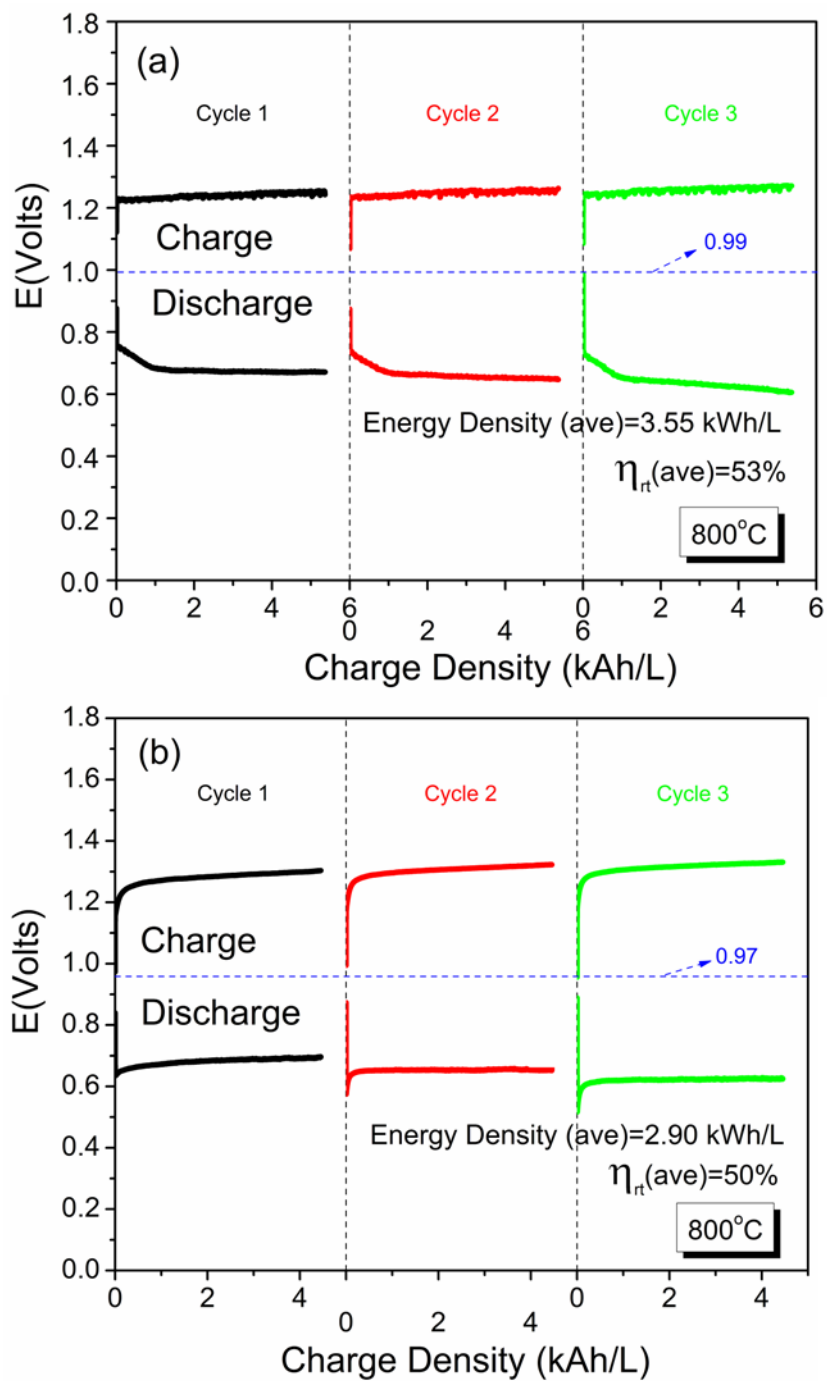 (a)
Cycle 1 Cycle 2 Cycle 3
Charge
0.99
Discharge
Energy Density (ave)=3.55 kWh/L
ηrt(ave)=53%
800°C
E(Volts)
1.8
1.6
1.4
1.2
1.0
0.8
0.6
0.4
0.2
0.0
0 2 4 6 2 4 0 2 4 6
0 6
Charge Density (kAh/L)
(b)
Cycle 1 Cycle 2 Cycle 3
Charge
0.97
Discharge
Energy Density (ave)=2.90 kWh/L
ηrt(ave)=50%
800°C
E(Volts)
1.8
1.6
1.4
1.2
1.0
0.8
0.6
0.4
0.2
0.0
0 2 4 2 4 0 2 4
0
Charge Density (kAh/L)